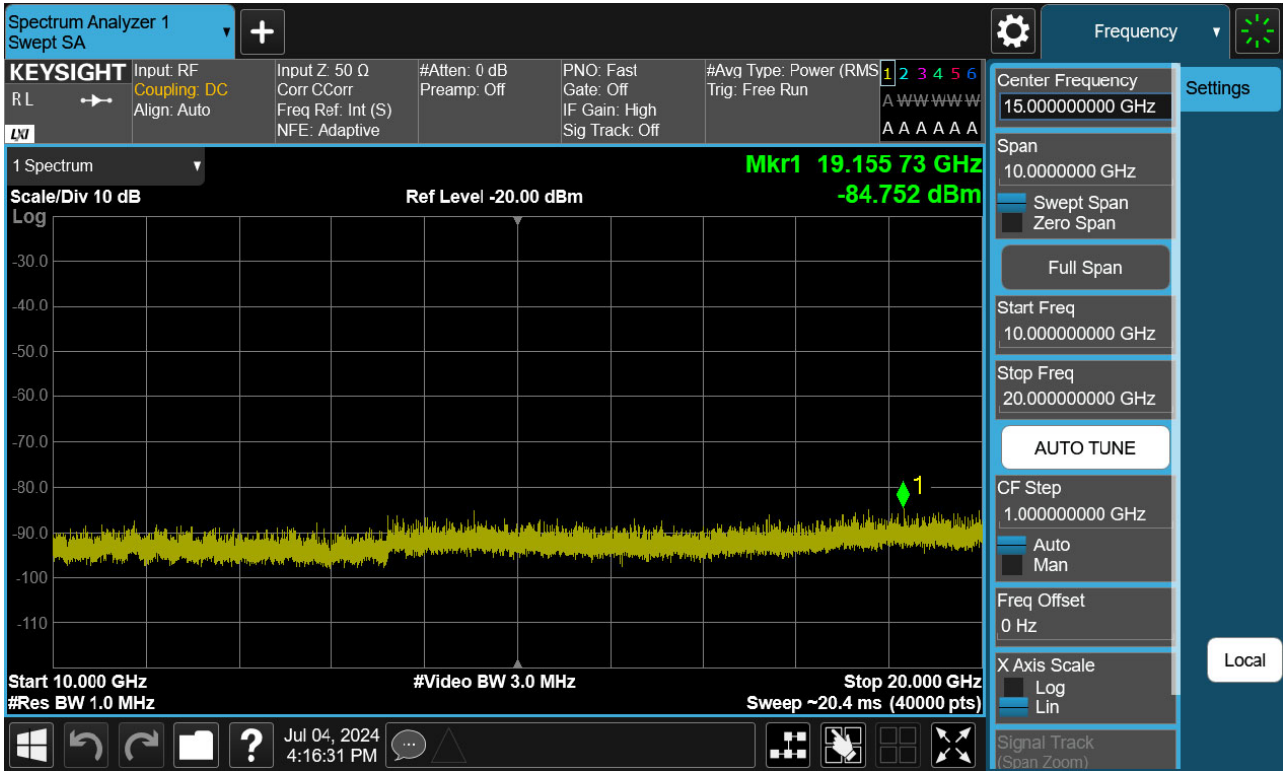 Spectrum Analyzer 1
Swept SA
+
Frequency
KEYSIGHT
R L
LXI
Input: RF
Coupling: DC
Align: Auto
Input Z: 50 Ω
Corr CCorr
Freq Ref: Int (S)
NFE: Adaptive
#Atten: 0 dB
Preamp: Off
PNO: Fast
Gate: Off
IF Gain: High
Sig Track: Off
#Avg Type: Power (RMS
Trig: Free Run
1 2 3 4 5 6
A W W W W W
A A A A A A
1 Spectrum
Scale/Div 10 dB
Log
Ref Level -20.00 dBm
Mkr1 19.155 73 GHz
-84.752 dBm
-30.0
-40.0
-50.0
-60.0
-70.0
-80.0
-90.0
-100
-110
1
Start 10.000 GHz
#Res BW 1.0 MHz
#Video BW 3.0 MHz
Stop 20.000 GHz
Sweep ~20.4 ms (40000 pts)
Center Frequency
15.000000000 GHz
Span
10.0000000 GHz
Swept Span
Zero Span
Full Span
Start Freq
10.000000000 GHz
Stop Freq
20.000000000 GHz
AUTO TUNE
CF Step
1.000000000 GHz
Auto
Man
Freq Offset
0 Hz
X Axis Scale
Log
Lin
Signal Track
(Span Zoom)
Settings
Local
?
Jul 04, 2024
4:16:31 PM